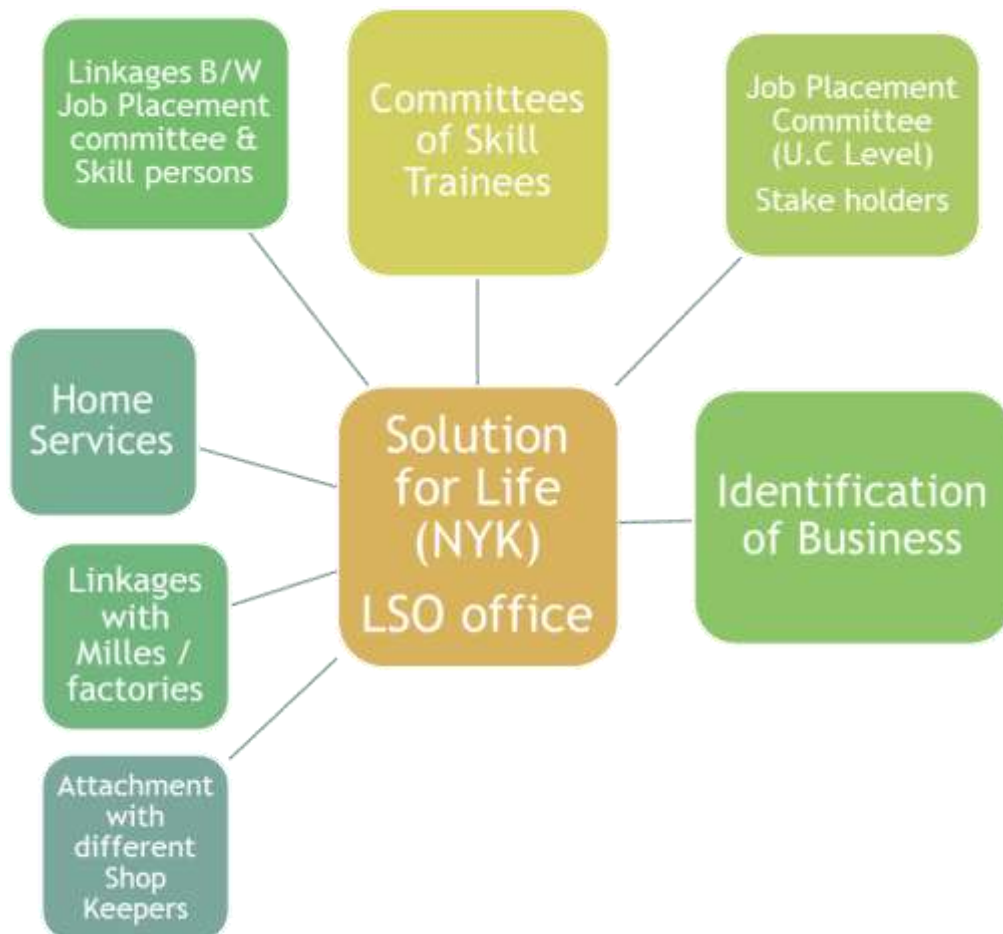 Linkages B/W
Job Placement
committee &
Skill persons
Committees
of Skill
Trainees
Job Placement
Committee
(U.C Level)
Stake holders
Home
Services
Solution
for Life
(NYK)
LSO office
Identification
of Business
Linkages
with
Milles /
factories
Attachment
with
different
Shop
Keepers